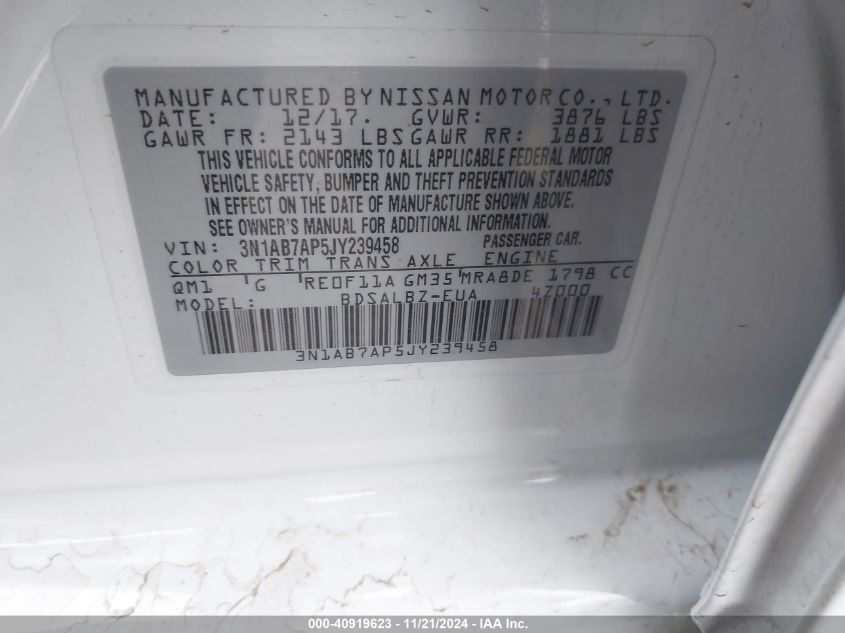 MANUFACTURED BY NISSAN MOTOR CO., LTD.
DATE: 12/17. GVWR: 3876 LBS
GAWR FR: 2143 LBS GAWR RR: 1881 LBS
THIS VEHICLE CONFORMS TO ALL APPLICABLE FEDERAL MOTOR
VEHICLE SAFETY, BUMPER AND THEFT PREVENTION STANDARDS
IN EFFECT ON THE DATE OF MANUFACTURE SHOWN ABOVE.
SEE OWNER'S MANUAL FOR ADDITIONAL INFORMATION.
VIN: 3N1AB7AP5JY239458 PASSENGER CAR.
COLOR TRIM TRANS AXLE ENGINE
QM1 G RE0F11A GM35 MRA8DE 1798 CC
MODEL: BDSALBZ-EUA 4Z000
3N1AB7AP5JY239458
000-40919623 - 11/21/2024 - IAA Inc.